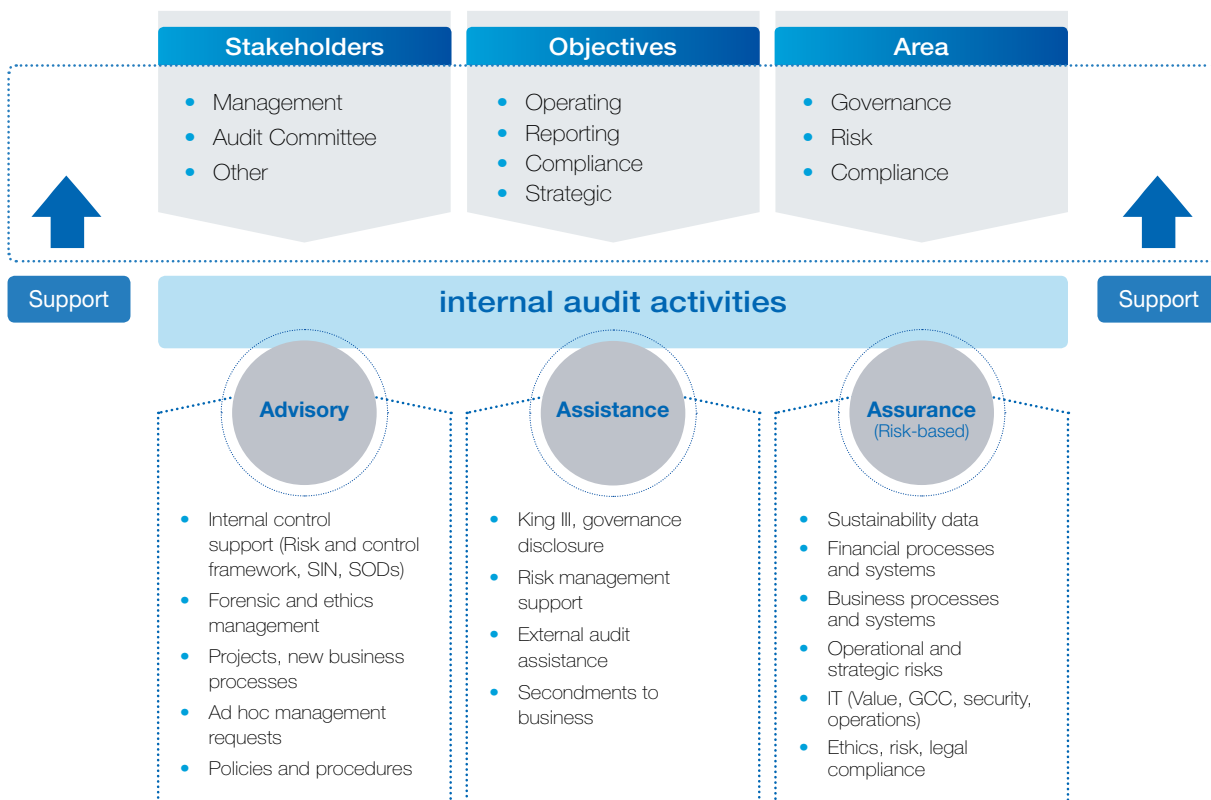 Stakeholders
Management
Audit Committee
Other
Objectives
Operating
Reporting
Compliance
Strategic
Area
Governance
Risk
Compliance
Support
internal audit activities
Support
Advisory
Internal control
support (Risk and control
framework, SIN, SODs)
Forensic and ethics
management
Projects, new business
processes
Ad hoc management
requests
Policies and procedures
Assistance
King III, governance
disclosure
Risk management
support
External audit
assistance
Secondments to
business
Assurance
(Risk-based)
Sustainability data
Financial processes
and systems
Business processes
and systems
Operational and
strategic risks
IT (Value, GCC, security,
operations)
Ethics, risk, legal
compliance